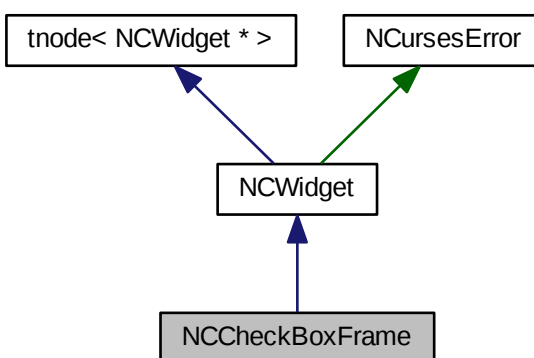 tnode< NCWidget * >
NCursesError
NCWidget
NCCheckBoxFrame